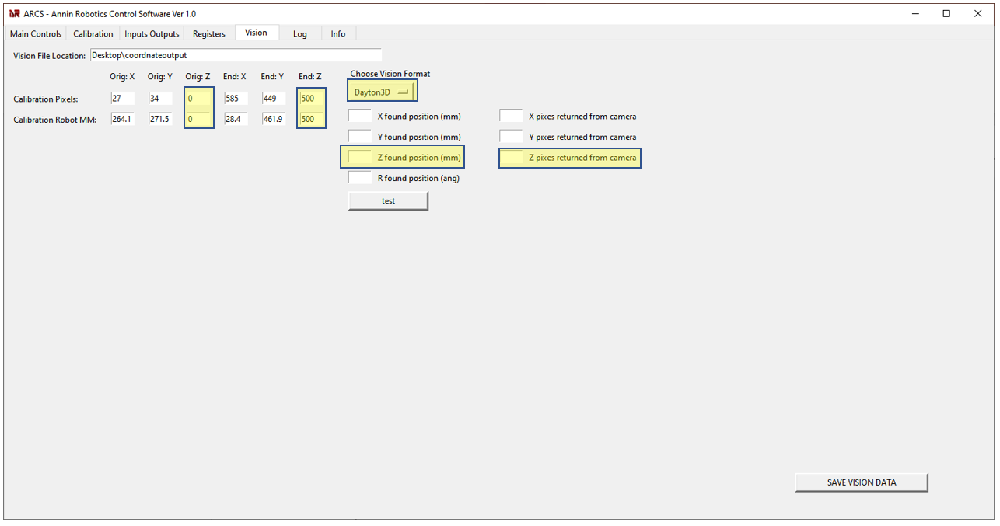 ARCS - Annin Robotics Control Software Ver 1.0
Main Controls Calibration Inputs Outputs Registers Vision Log Info
Vision File Location: Desktop\coordnateoutput
Orig: X Orig: Y Orig: Z End: X End: Y End: Z
Calibration Pixels: 27 34 0 585 449 500
Calibration Robot MM: 264.1 271.5 0 28.4 461.9 500
Choose Vision Format
Dayton3D
X found position (mm) X pixes returned from camera
Y found position (mm) Y pixes returned from camera
Z found position (mm) Z pixes returned from camera
R found position (ang)
test
SAVE VISION DATA